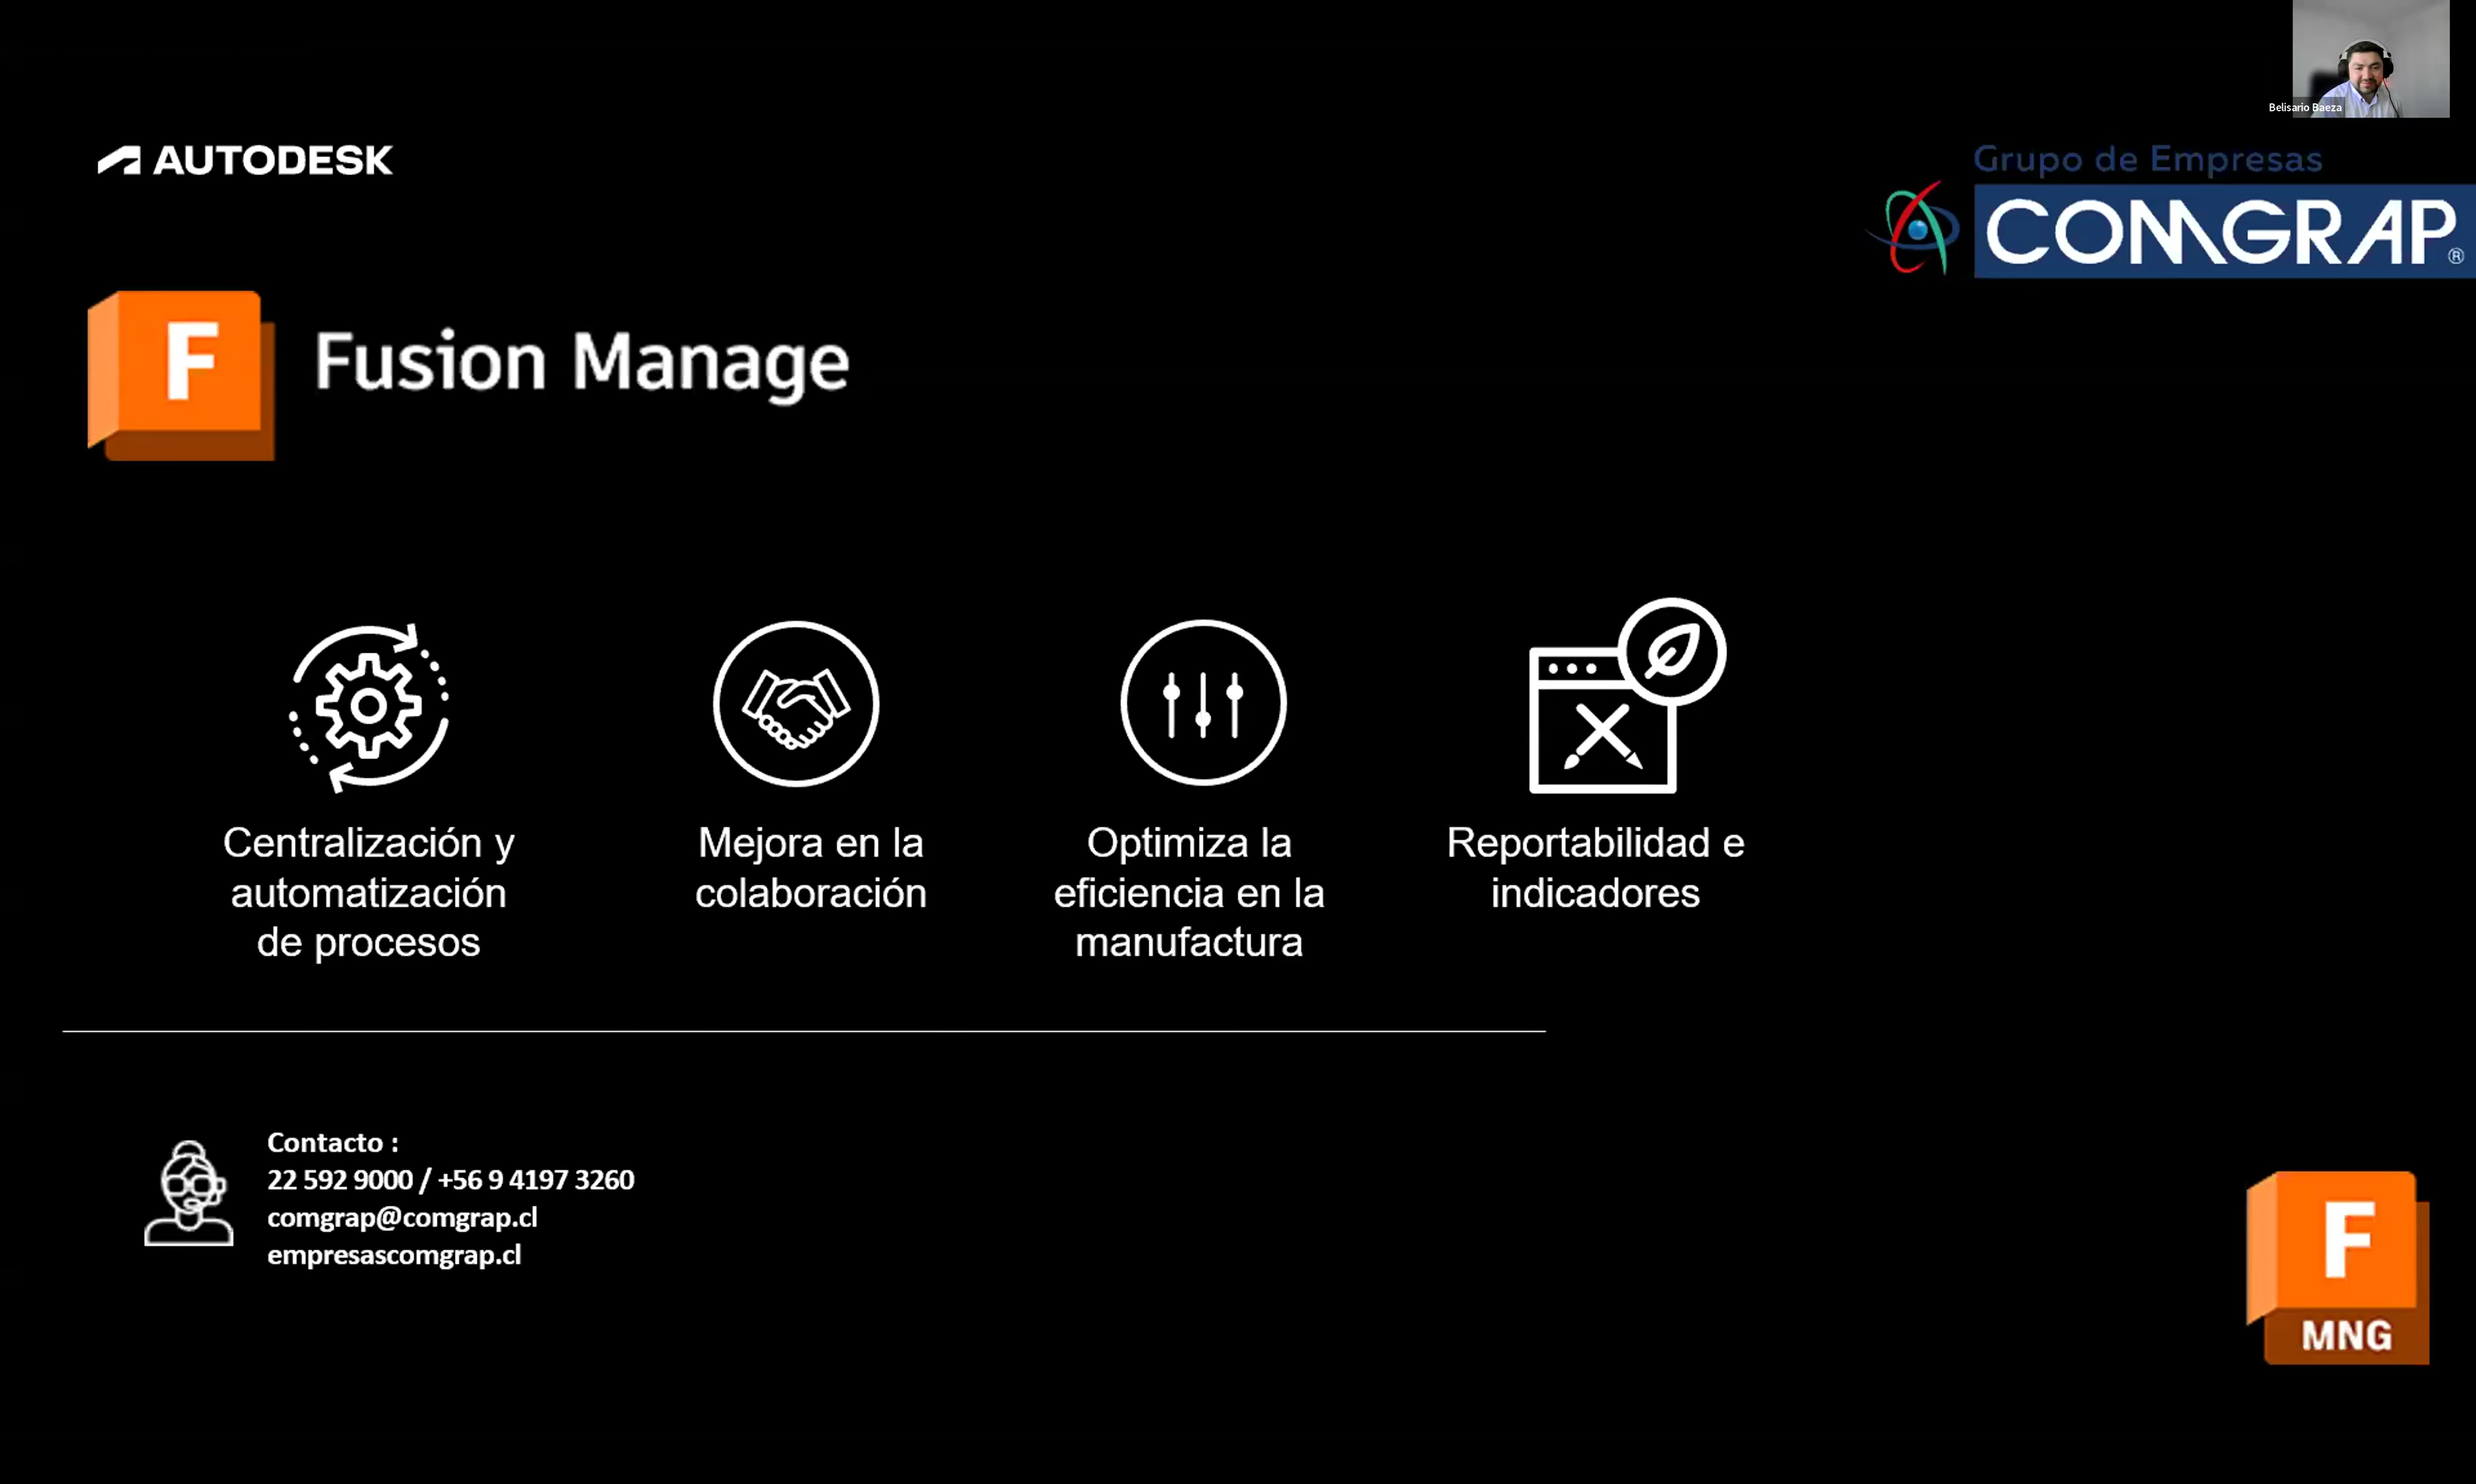 Belisario Baeza
AUTODESK
Grupo de Empresas
COMGRAP®
F
Fusion Manage
Centralización y
automatización
de procesos
Mejora en la
colaboración
Optimiza la
eficiencia en la
manufactura
Reportabilidad e
indicadores
Contacto :
22 592 9000 / +56 9 4197 3260
comgrap@comgrap.cl
empresascomgrap.cl
F
MNG